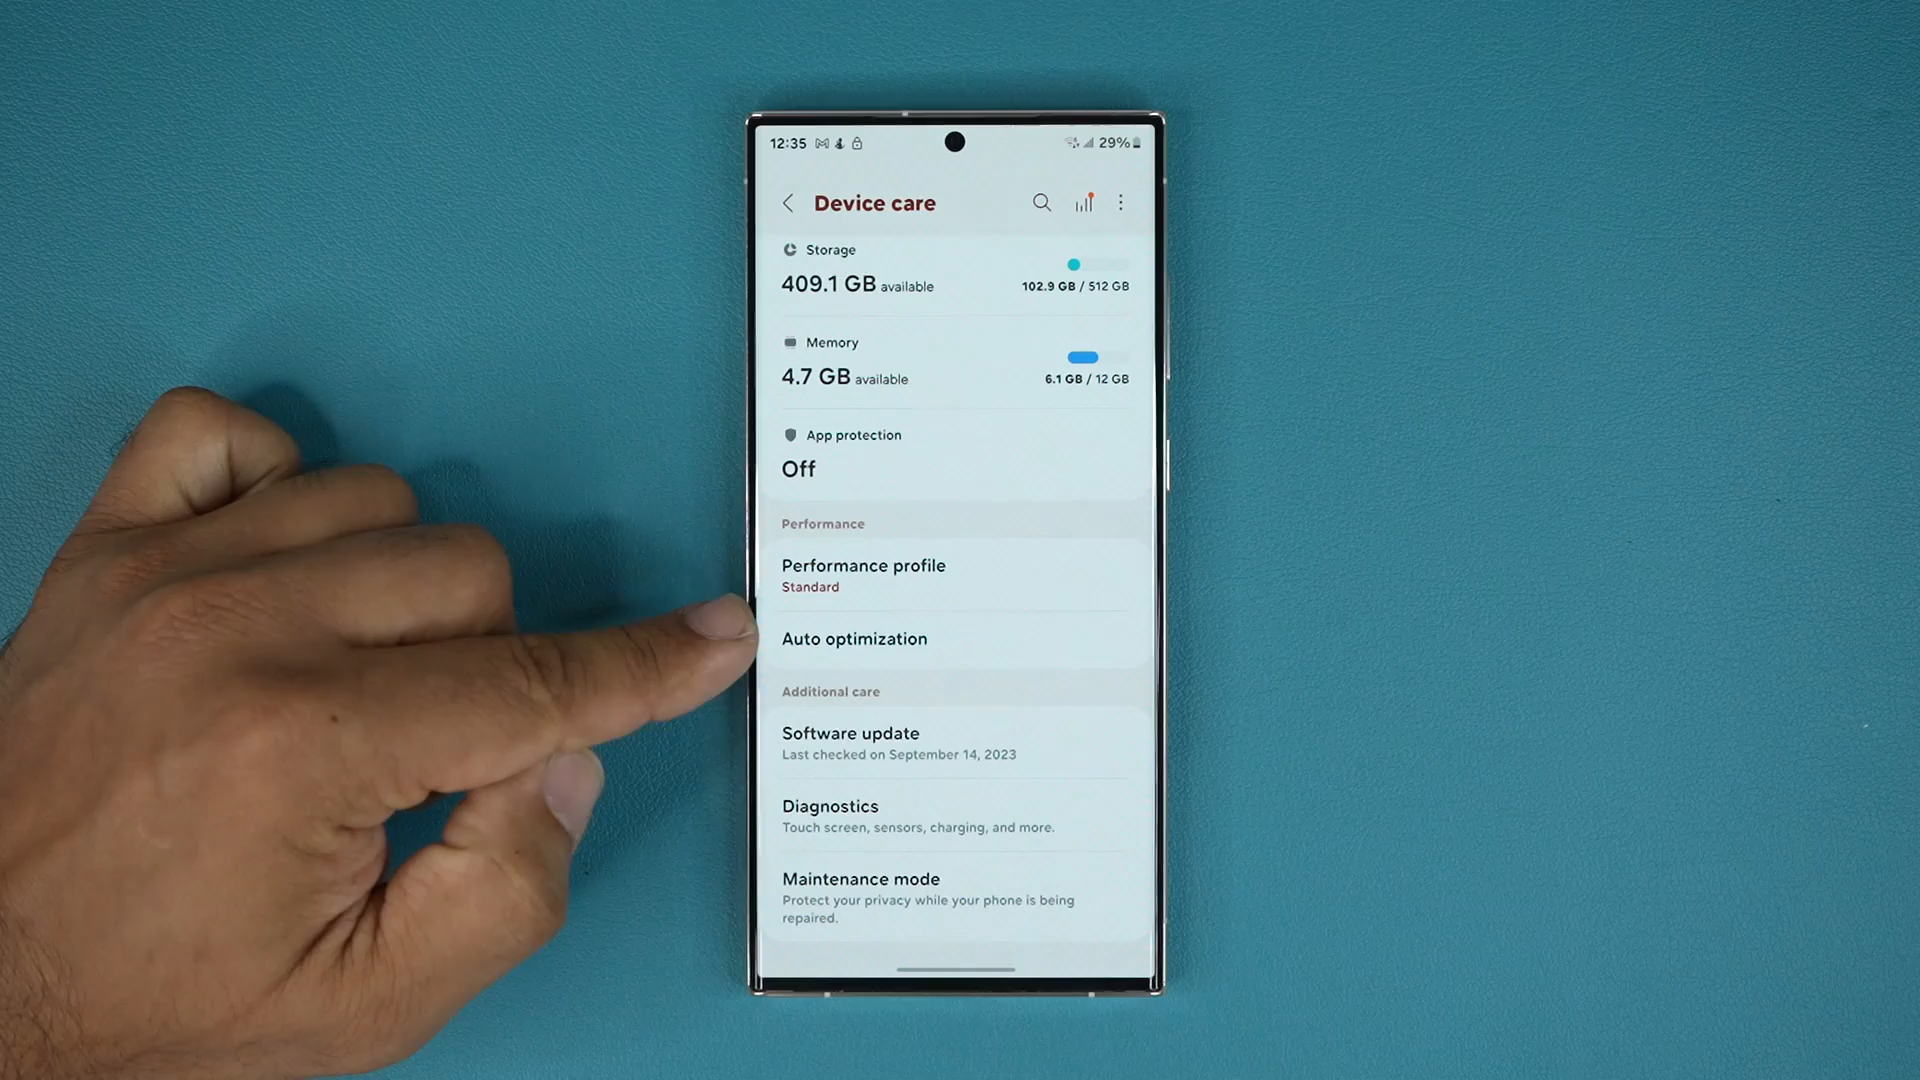 12:35 29%
Device care
Storage
409.1 GB available
102.9 GB / 512 GB
Memory
4.7 GB available
6.1 GB / 12 GB
App protection
Off
Performance
Performance profile
Standard
Auto optimization
Additional care
Software update
Last checked on September 14, 2023
Diagnostics
Touch screen, sensors, charging, and more.
Maintenance mode
Protect your privacy while your phone is being
repaired.